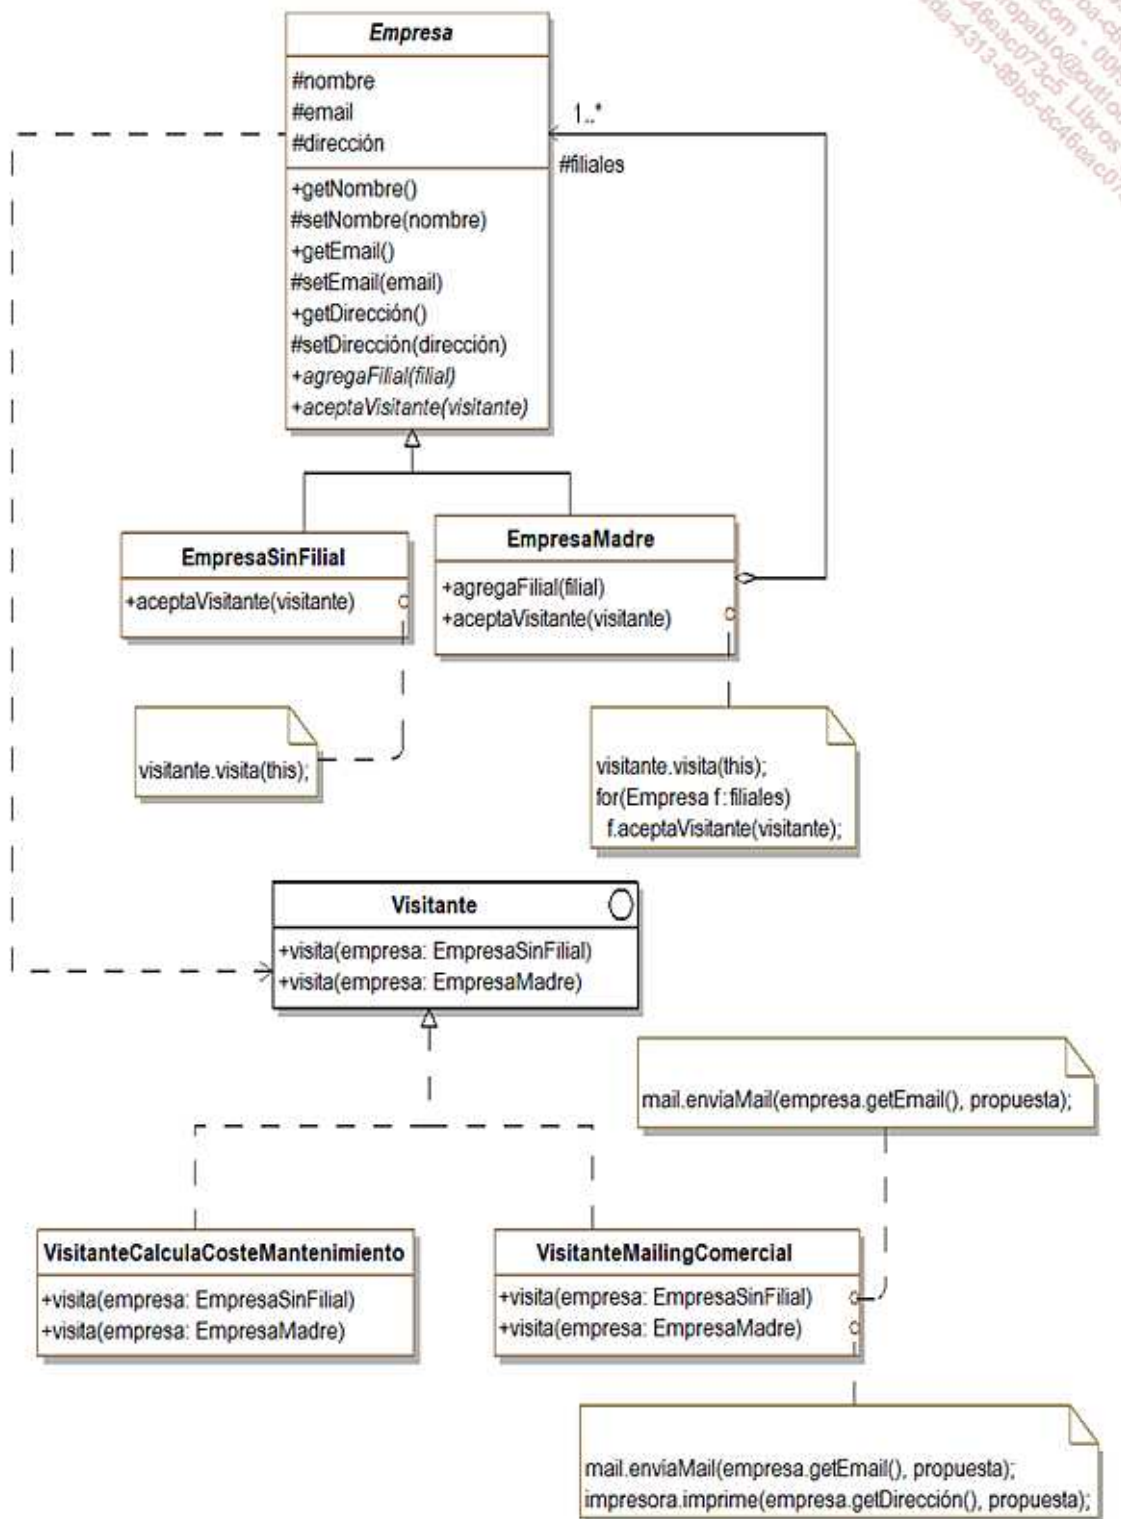 Empresa
#nombre
#email
#dirección
1..*
#filiales
+getNombre()
#setNombre(nombre)
+getEmail()
#setEmail(email)
+getDirección()
#setDirección(dirección)
+agregaFilial(filial)
+aceptaVisitante(visitante)
EmpresaSinFilial
+aceptaVisitante(visitante)
EmpresaMadre
+agregaFilial(filial)
+aceptaVisitante(visitante)
visitante.visita(this);
visitante.visita(this);
for(Empresa f:filiales)
f.aceptaVisitante(visitante);
Visitante
+visita(empresa: EmpresaSinFilial)
+visita(empresa: EmpresaMadre)
mail.enviaMail(empresa.getEmail(), propuesta);
VisitanteCalculaCosteMantenimiento
+visita(empresa: EmpresaSinFilial)
+visita(empresa: EmpresaMadre)
VisitanteMailingComercial
+visita(empresa: EmpresaSinFilial)
+visita(empresa: EmpresaMadre)
mail.enviaMail(empresa.getEmail(), propuesta);
impresora.imprime(empresa.getDirección(), propuesta);